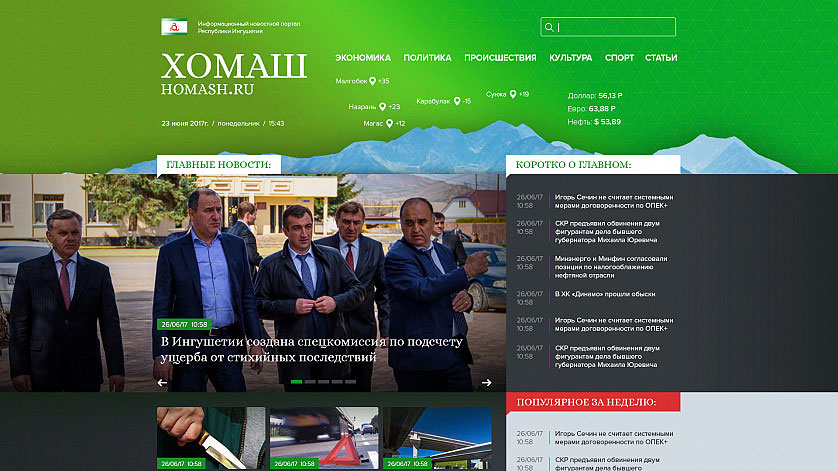 Информационный новостной портал
Республики Ингушетия
ХОМАШ
HOMASH.RU
23 июня 2017г. / понедельник / 15:43
ЭКОНОМИКА ПОЛИТИКА ПРОИСШЕСТВИЯ КУЛЬТУРА СПОРТ СТАТЬИ
Малгобек +35
Назрань +23
Карабулак -15
Сунжа +19
Магас +12
Доллар: 56,13 Р
Евро: 63,88 Р
Нефть: $ 53,89
ГЛАВНЫЕ НОВОСТИ:
26/06/17 10:58
В Ингушетии создана спецкомиссия по подсчету
ущерба от стихийных последствий
26/06/17 10:58
26/06/17 10:58
26/06/17 10:58
КОРОТКО О ГЛАВНОМ:
26/06/17
10:58
Игорь Сечин не считает системными
мерами договоренности по ОПЕК+
26/06/17
10:58
СКР предъявил обвинения двум
фигурантам дела бывшего
губернатора Михаила Юревича
26/06/17
10:58
Минэнерго и Минфин согласовали
позиции по налогообложению
нефтяной отрасли
26/06/17
10:58
В ХК «Динамо» прошли обыски
26/06/17
10:58
Игорь Сечин не считает системными
мерами договоренности по ОПЕК+
26/06/17
10:58
СКР предъявил обвинения двум
фигурантам дела бывшего
губернатора Михаила Юревича
ПОПУЛЯРНОЕ ЗА НЕДЕЛЮ:
26/06/17
10:58
Игорь Сечин не считает системными
мерами договоренности по ОПЕК+
26/06/17
10:58
СКР предъявил обвинения двум
фигурантам дела бывшего